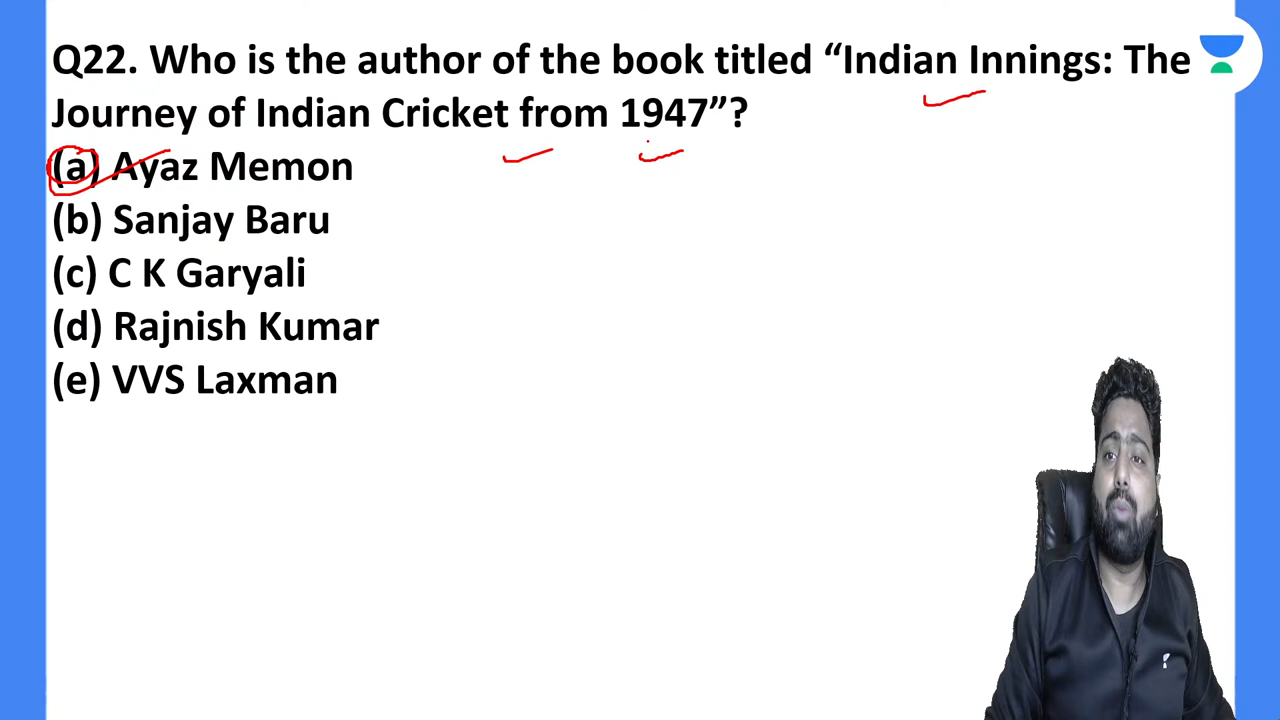 Q22. Who is the author of the book titled “Indian Innings: The
Journey of Indian Cricket from 1947”?
(a) Ayaz Memon
(b) Sanjay Baru
(c) C K Garyali
(d) Rajnish Kumar
(e) VVS Laxman